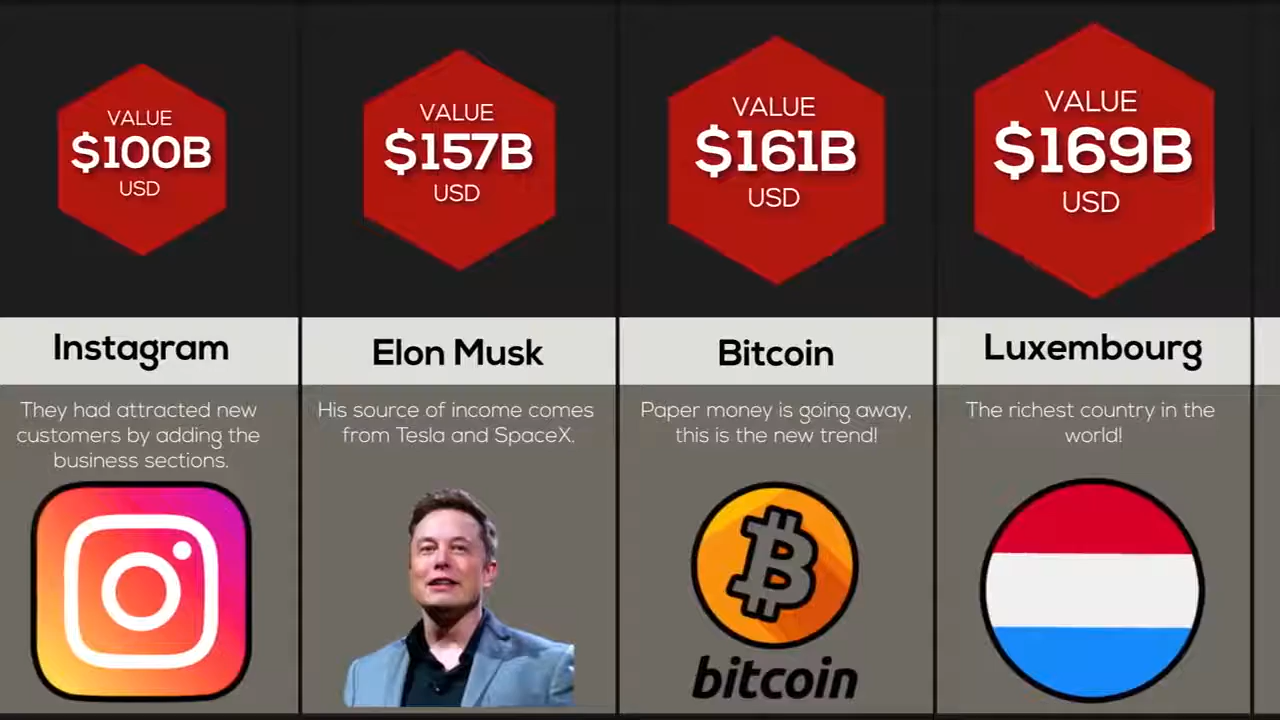 VALUE
$100B
USD
Instagram
They had attracted new
customers by adding the
business sections.
VALUE
$157B
USD
Elon Musk
His source of income comes
from Tesla and SpaceX.
VALUE
$161B
USD
Bitcoin
Paper money is going away,
this is the new trend!
bitcoin
VALUE
$169B
USD
Luxembourg
The richest country in the
world!